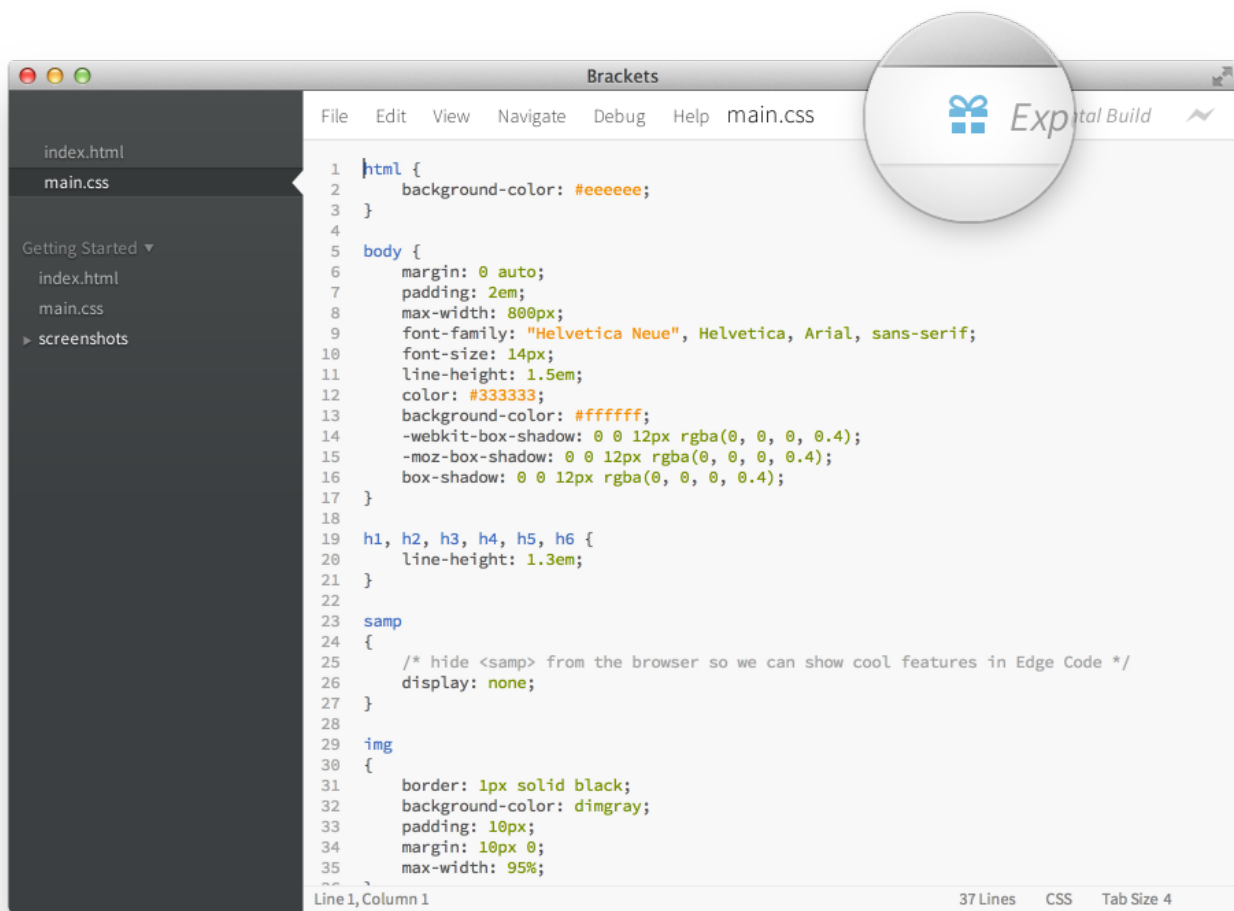 Brackets
File Edit View Navigate Debug Help main.css Exp tal Build
index.html
main.css
Getting Started ▾
index.html
main.css
▸ screenshots
1 html {
2     background-color: #eeeeee;
3 }
4
5 body {
6     margin: 0 auto;
7     padding: 2em;
8     max-width: 800px;
9     font-family: "Helvetica Neue", Helvetica, Arial, sans-serif;
10     font-size: 14px;
11     line-height: 1.5em;
12     color: #333333;
13     background-color: #ffffff;
14     -webkit-box-shadow: 0 0 12px rgba(0, 0, 0, 0.4);
15     -moz-box-shadow: 0 0 12px rgba(0, 0, 0, 0.4);
16     box-shadow: 0 0 12px rgba(0, 0, 0, 0.4);
17 }
18
19 h1, h2, h3, h4, h5, h6 {
20     line-height: 1.3em;
21 }
22
23 samp
24 {
25     /* hide <samp> from the browser so we can show cool features in Edge Code */
26     display: none;
27 }
28
29 img
30 {
31     border: 1px solid black;
32     background-color: dimgray;
33     padding: 10px;
34     margin: 10px 0;
35     max-width: 95%;
Line 1, Column 1 37 Lines CSS Tab Size 4